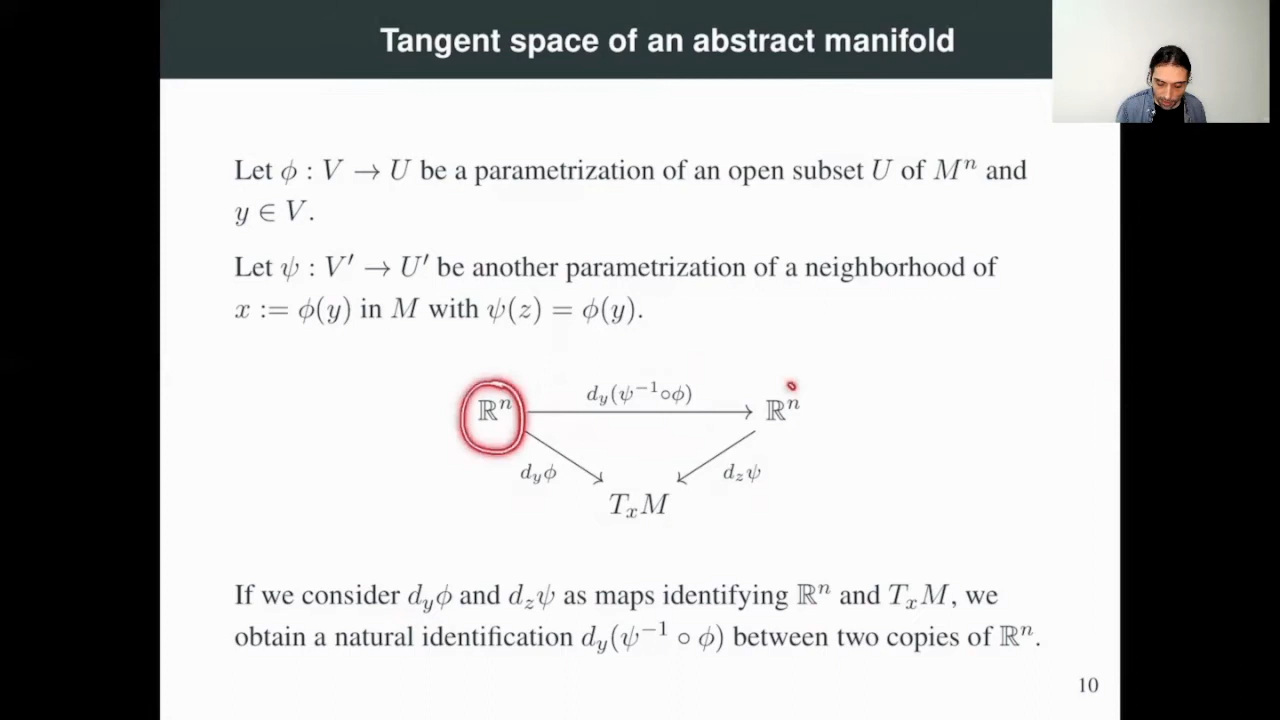 Tangent space of an abstract manifold
Let ϕ : V → U be a parametrization of an open subset U of Mⁿ and
y ∈ V.
Let ψ : V′ → U′ be another parametrization of a neighborhood of
x := ϕ(y) in M with ψ(z) = ϕ(y).
ℝⁿ d_y(ψ⁻¹∘ϕ) ℝⁿ
d_yϕ d_zψ
T_xM
If we consider d_yϕ and d_zψ as maps identifying ℝⁿ and T_xM, we
obtain a natural identification d_y(ψ⁻¹ ∘ ϕ) between two copies of ℝⁿ.
10